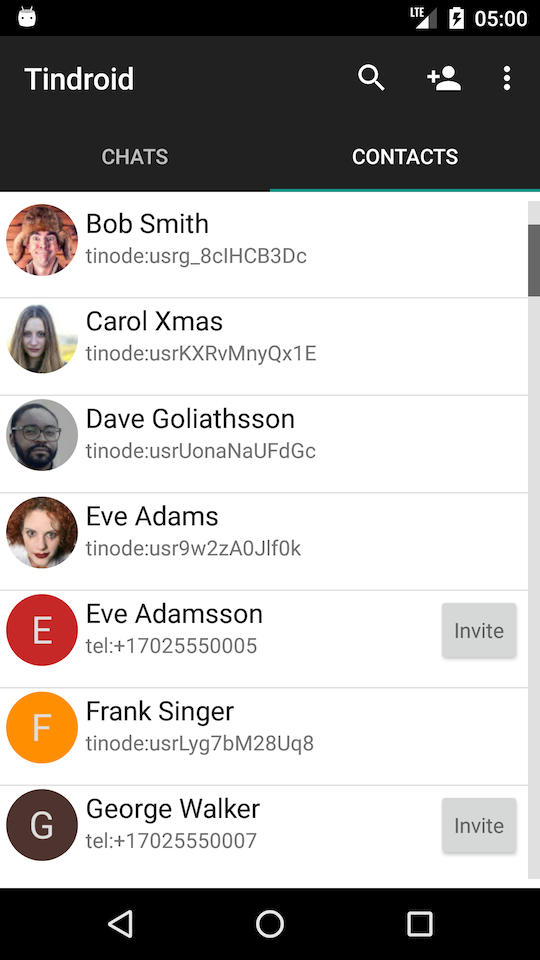 LTE 05:00
Tindroid
CHATS CONTACTS
Bob Smith
tinode:usrg_8cIHCB3Dc
Carol Xmas
tinode:usrKXRvMnyQx1E
Dave Goliathsson
tinode:usrUonaNaUFdGc
Eve Adams
tinode:usr9w2zA0Jlf0k
E
Eve Adamsson
tel:+17025550005
Invite
F
Frank Singer
tinode:usrLyg7bM28Uq8
G
George Walker
tel:+17025550007
Invite